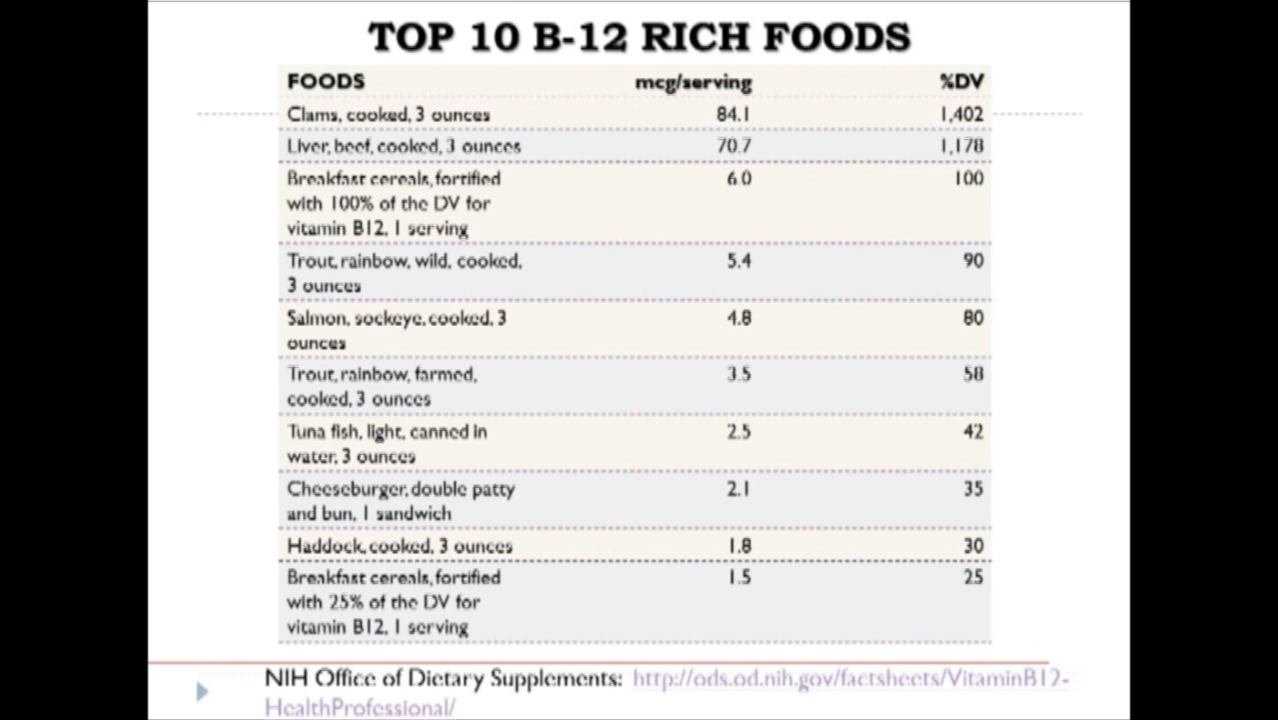 TOP 10 B-12 RICH FOODS
FOODS mcg/serving %DV
Clams, cooked, 3 ounces 84.1 1,402
Liver, beef, cooked, 3 ounces 70.7 1,178
Breakfast cereals, fortified 6.0 100
with 100% of the DV for
vitamin B12, 1 serving
Trout, rainbow, wild, cooked, 5.4 90
3 ounces
Salmon, sockeye, cooked, 3 4.8 80
ounces
Trout, rainbow, farmed, 3.5 58
cooked, 3 ounces
Tuna fish, light, canned in 2.5 42
water, 3 ounces
Cheeseburger, double patty 2.1 35
and bun, 1 sandwich
Haddock, cooked, 3 ounces 1.8 30
Breakfast cereals, fortified 1.5 25
with 25% of the DV for
vitamin B12, 1 serving
NIH Office of Dietary Supplements: http://ods.od.nih.gov/factsheets/VitaminB12-
HealthProfessional/